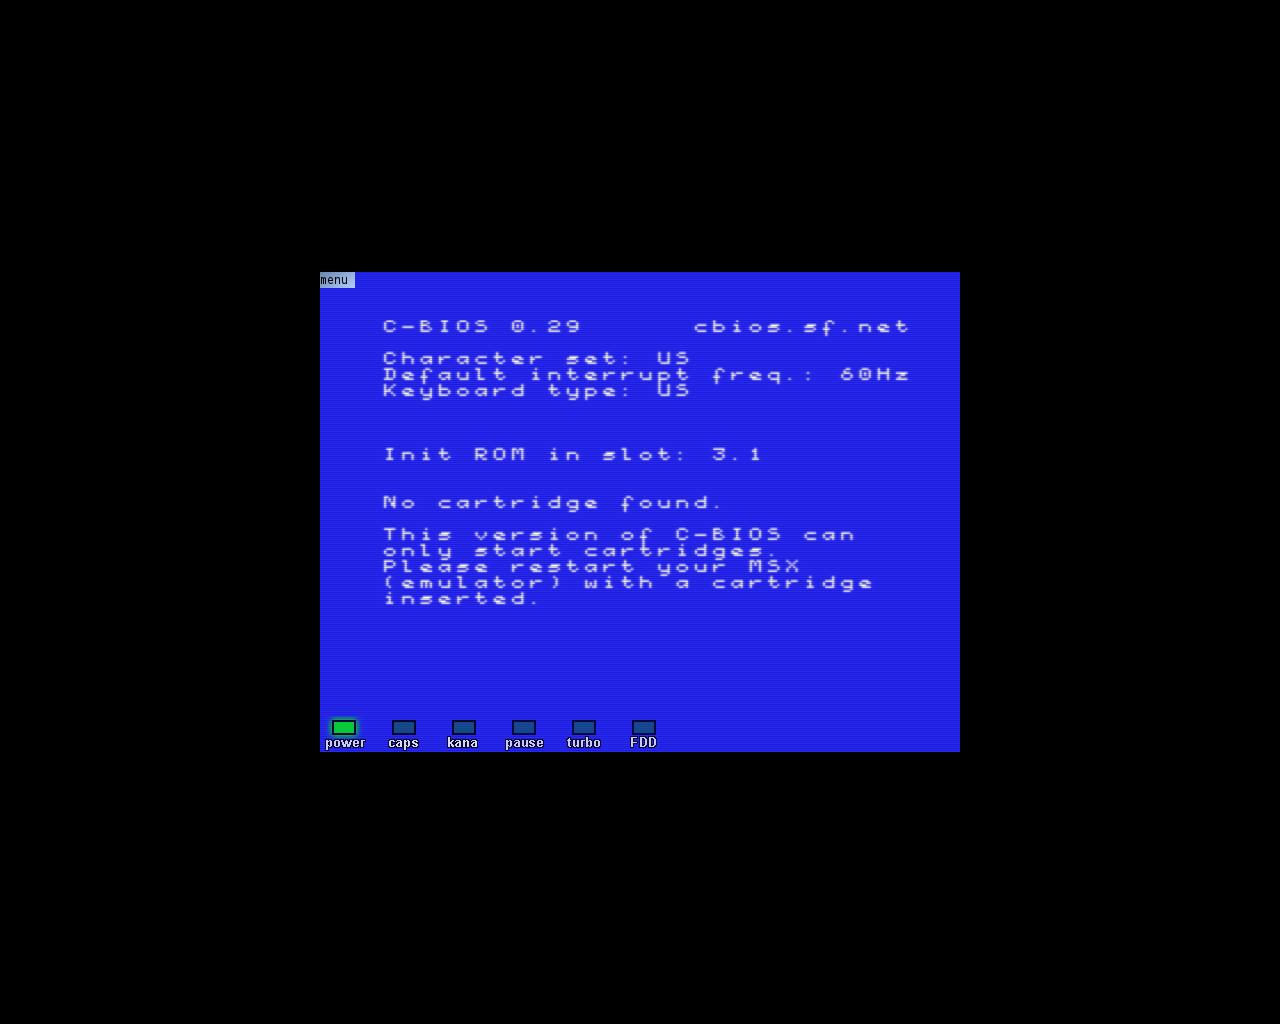 menu
C-BIOS 0.29 cbios.sf.net
Character set: US
Default interrupt freq.: 60Hz
Keyboard type: US
Init ROM in slot: 3.1
No cartridge found.
This version of C-BIOS can
only start cartridges.
Please restart your MSX
(emulator) with a cartridge
inserted.
power caps kana pause turbo FDD